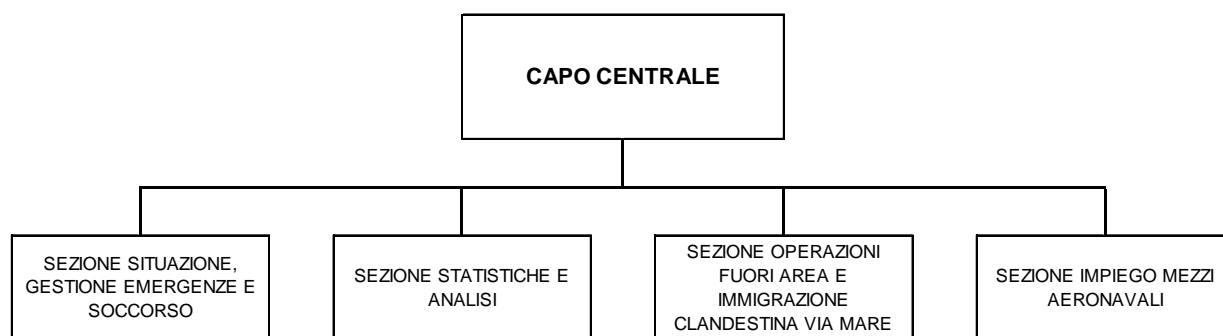 CAPO CENTRALE
SEZIONE SITUAZIONE,
GESTIONE EMERGENZE E
SOCCORSO
SEZIONE STATISTICHE E
ANALISI
SEZIONE OPERAZIONI
FUORI AREA E
IMMIGRAZIONE
CLANDESTINA VIA MARE
SEZIONE IMPIEGO MEZZI
AERONAVALI